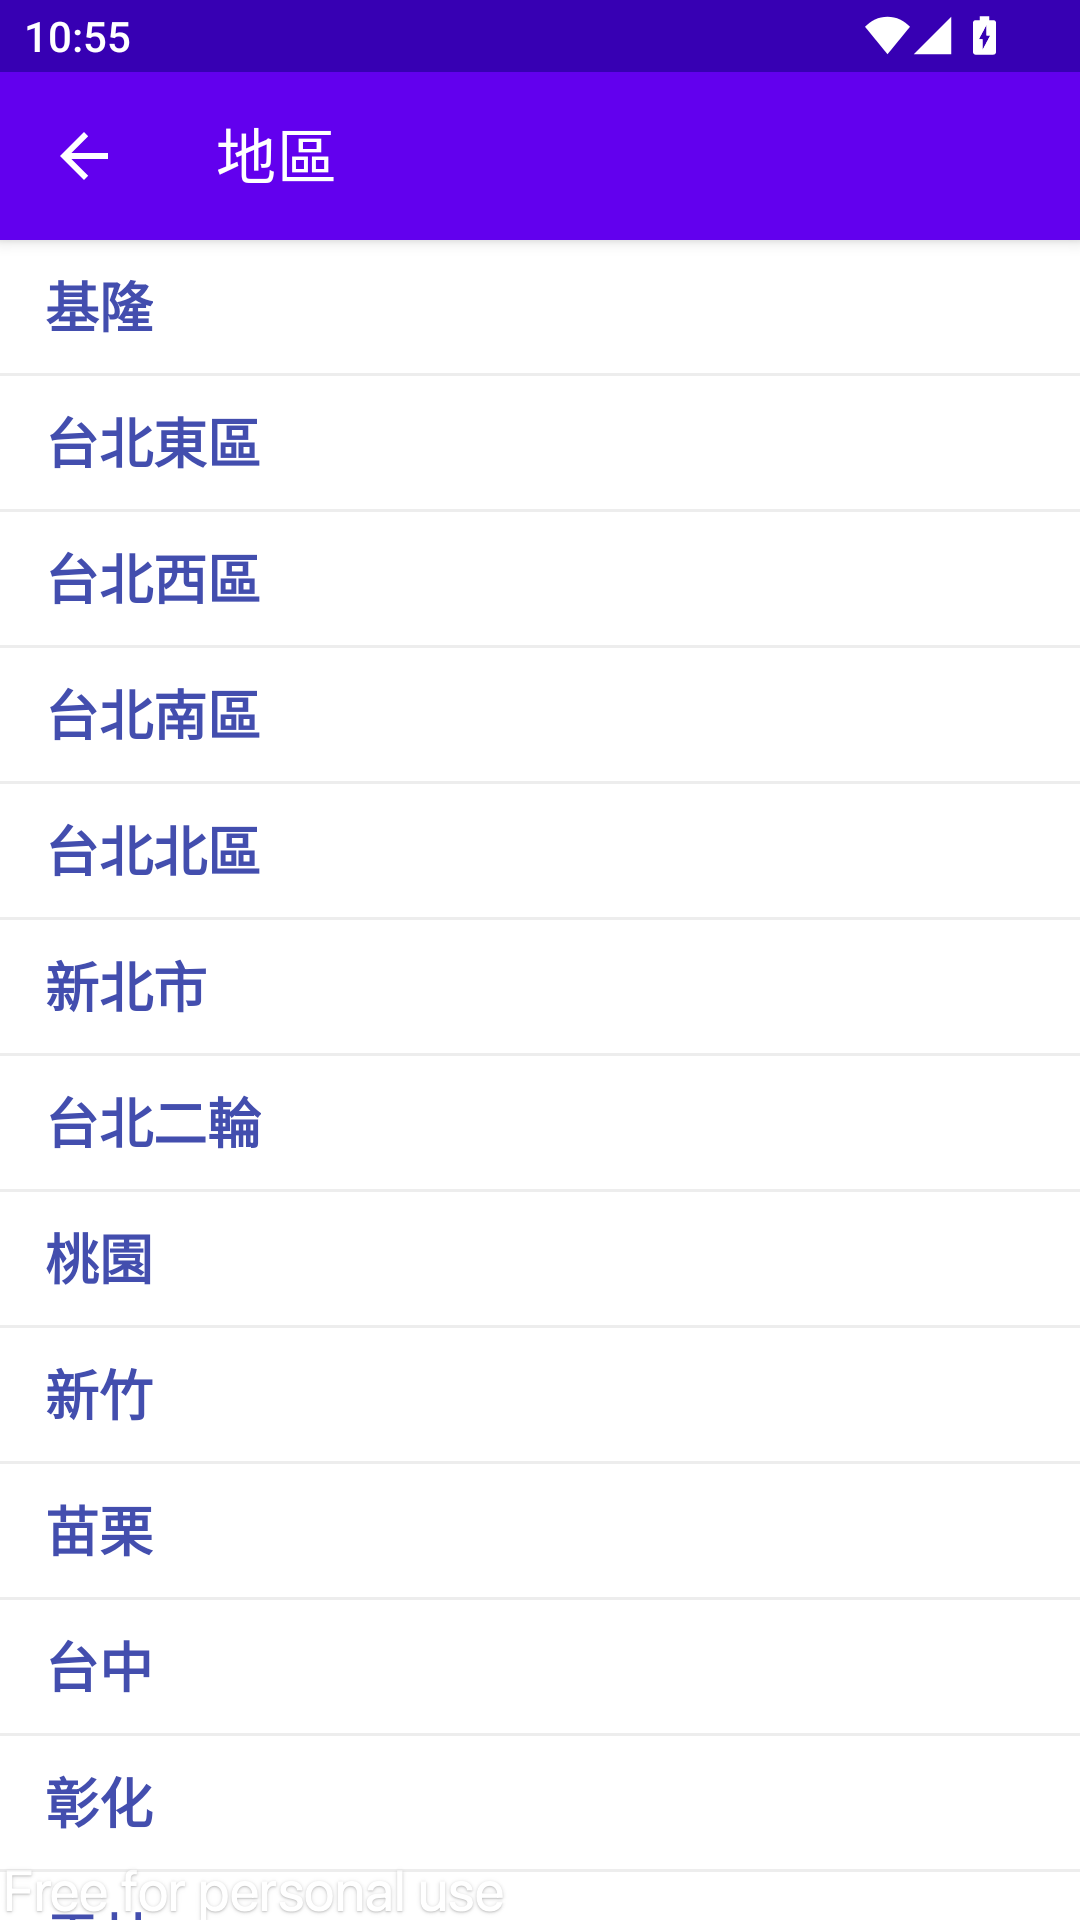 10:55
地區
基隆
台北東區
台北西區
台北南區
台北北區
新北市
台北二輪
桃園
新竹
苗栗
台中
彰化
Free for personal use